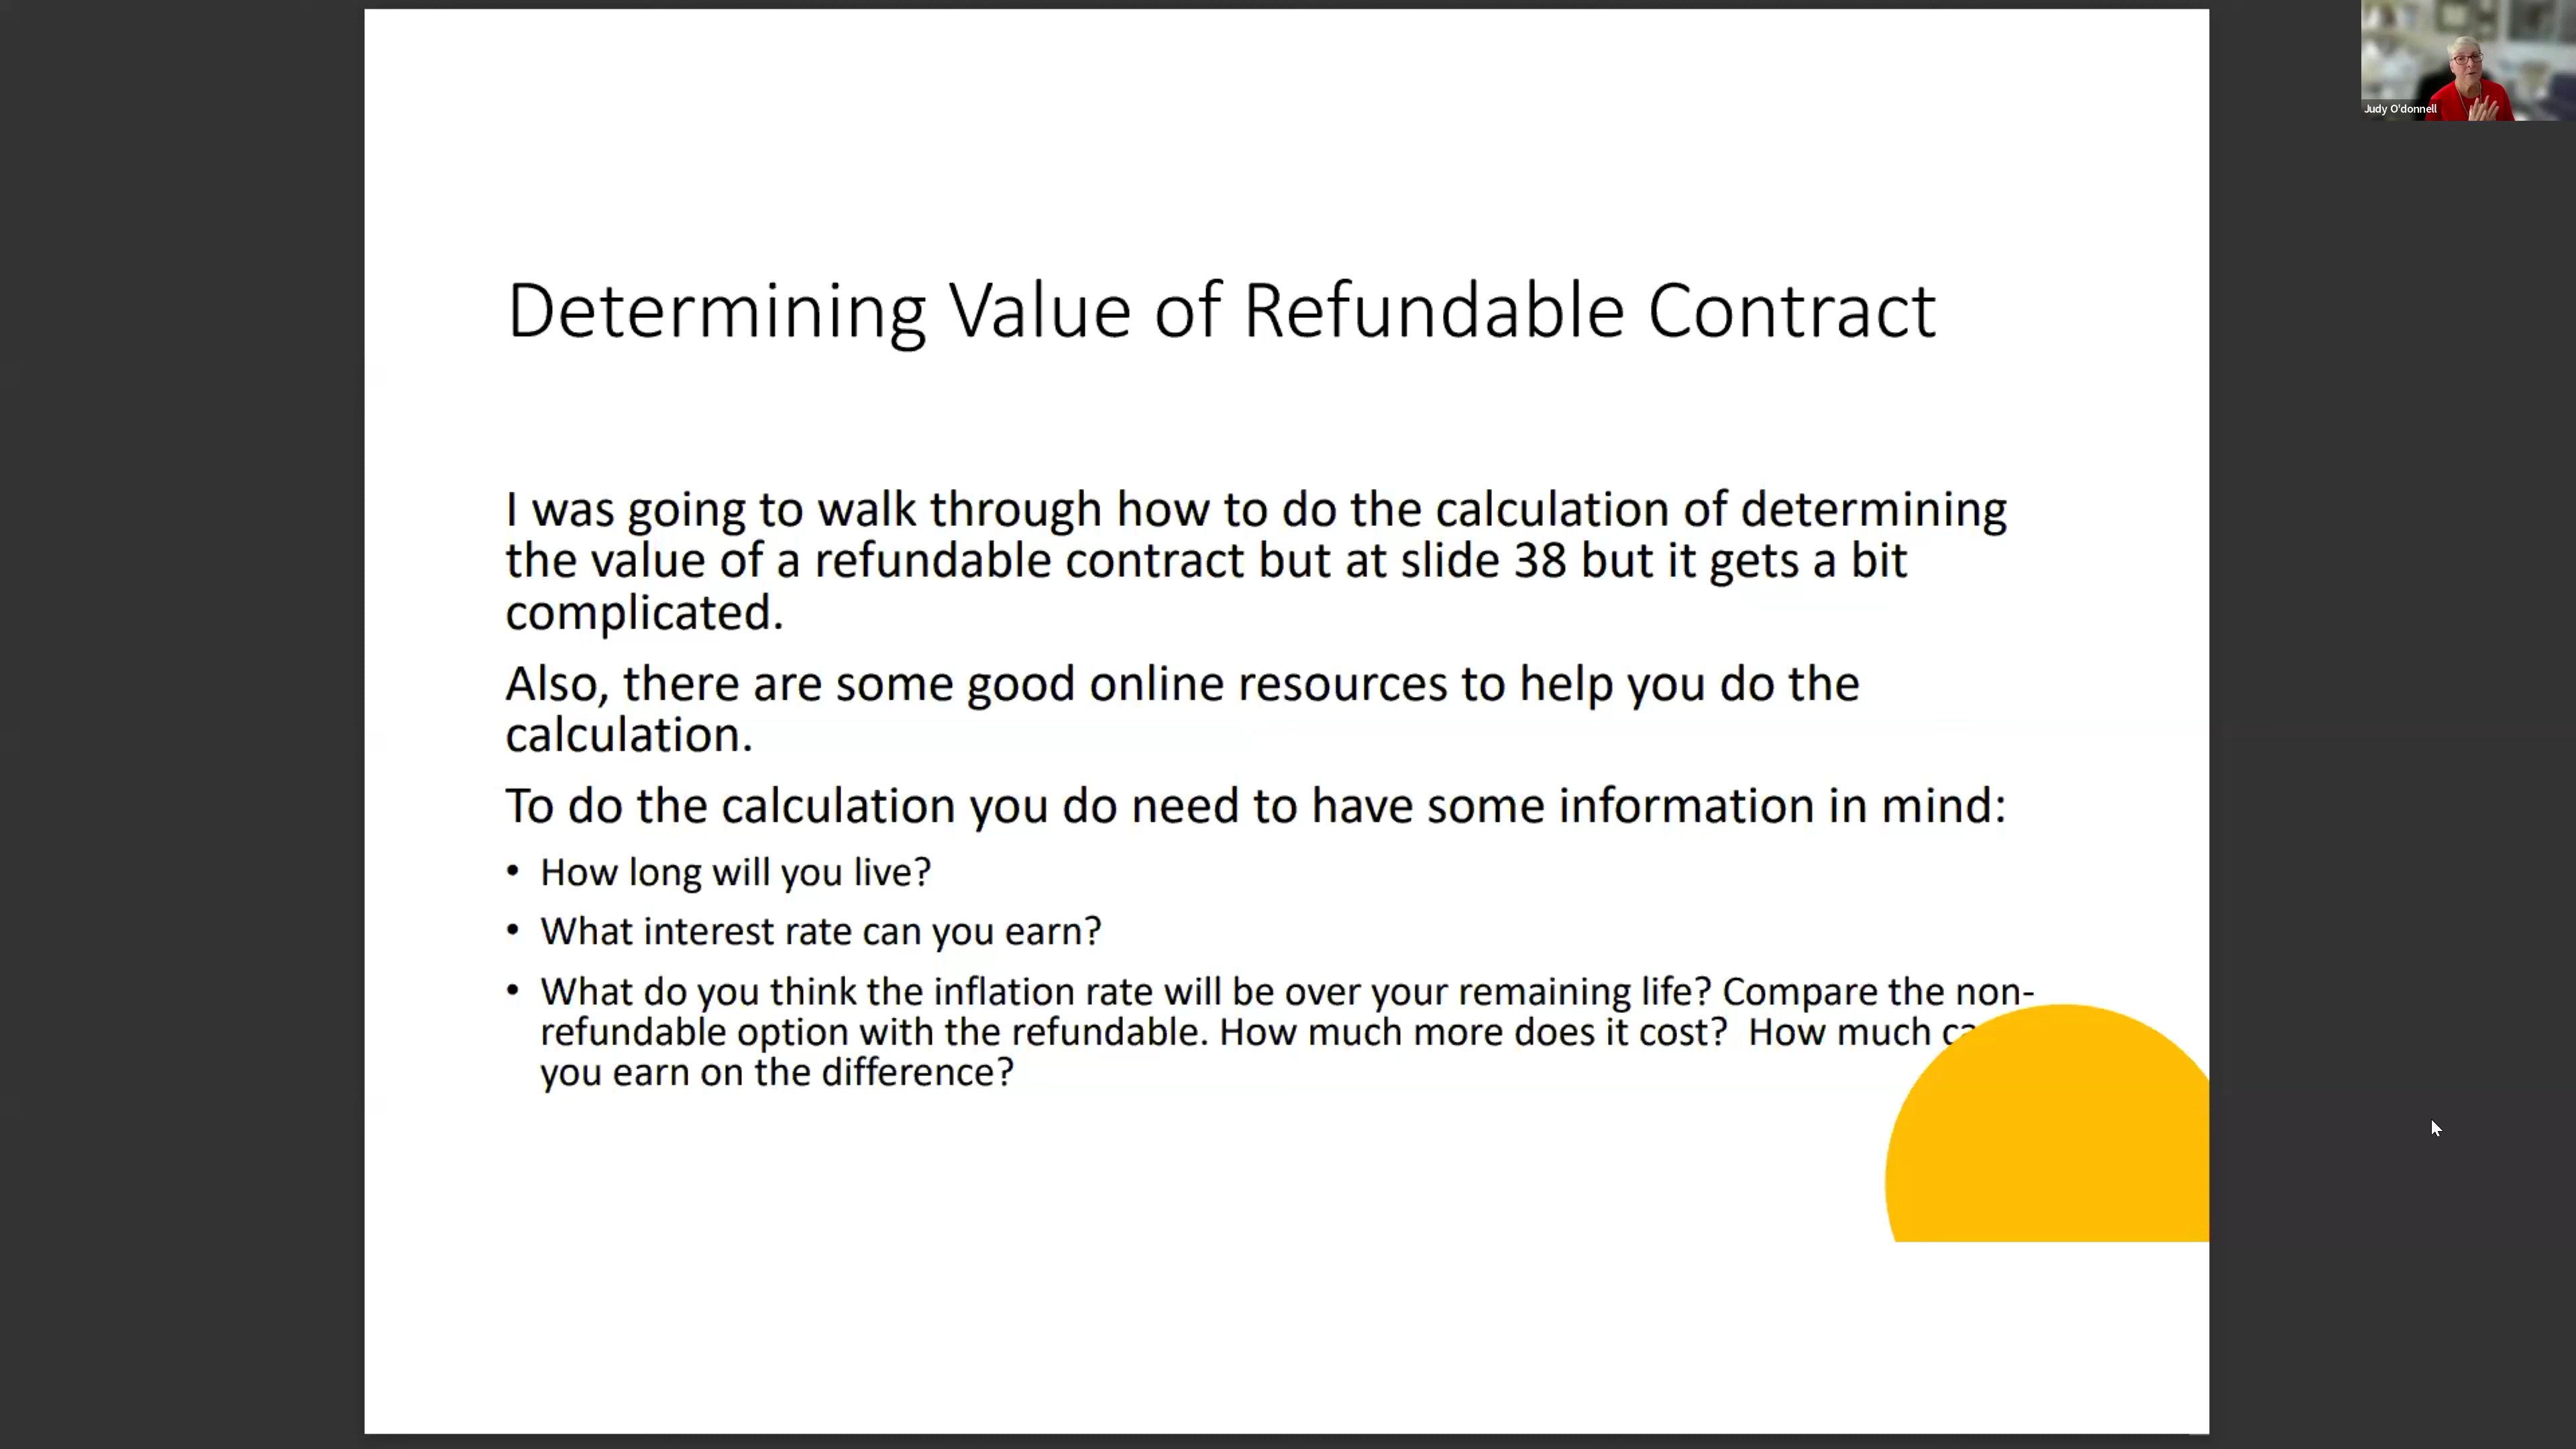 Determining Value of Refundable Contract
I was going to walk through how to do the calculation of determining
the value of a refundable contract but at slide 38 but it gets a bit
complicated.
Also, there are some good online resources to help you do the
calculation.
To do the calculation you do need to have some information in mind:
• How long will you live?
• What interest rate can you earn?
• What do you think the inflation rate will be over your remaining life? Compare the non-
refundable option with the refundable. How much more does it cost? How much
you earn on the difference?
Judy O'donnell